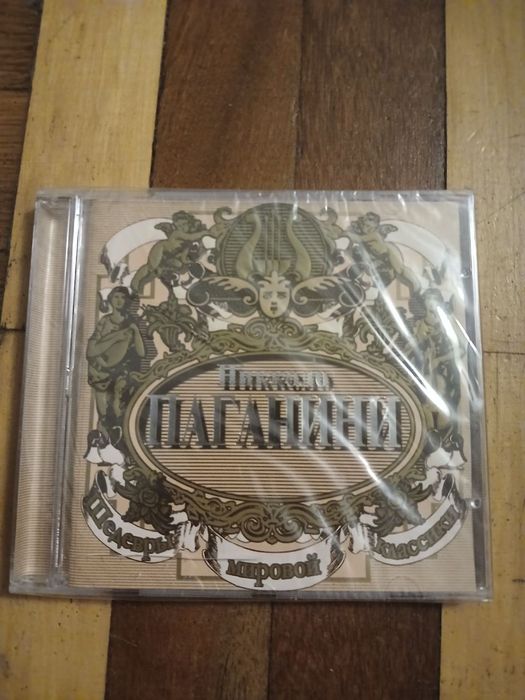 Никколо
ПАГАНИНИ
Шедевры мировой классики